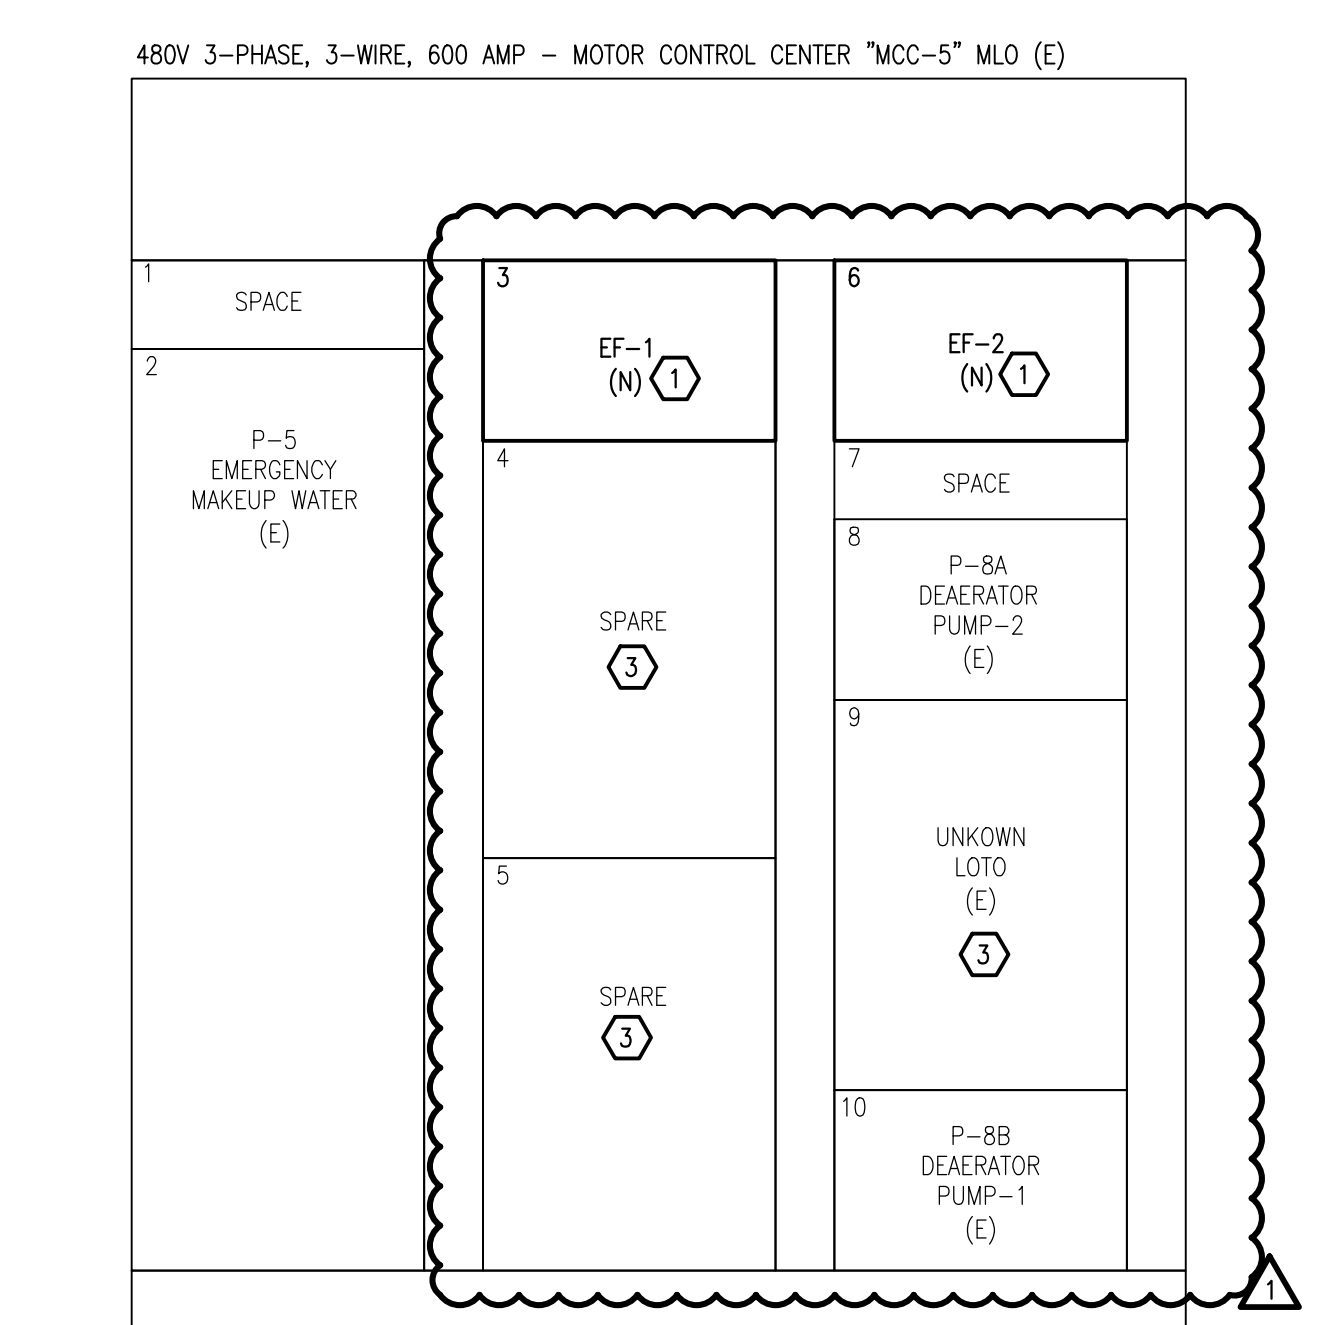 480V 3-PHASE, 3-WIRE, 600 AMP - MOTOR CONTROL CENTER "MCC-5" MLO (E)
1
SPACE
2
P-5
EMERGENCY
MAKEUP WATER
(E)
3
EF-1
(N) 1
4
SPARE
3
5
SPARE
3
6
EF-2
(N) 1
7
SPACE
8
P-8A
DEAERATOR
PUMP-2
(E)
9
UNKOWN
LOTO
(E)
3
10
P-8B
DEAERATOR
PUMP-1
(E)
1